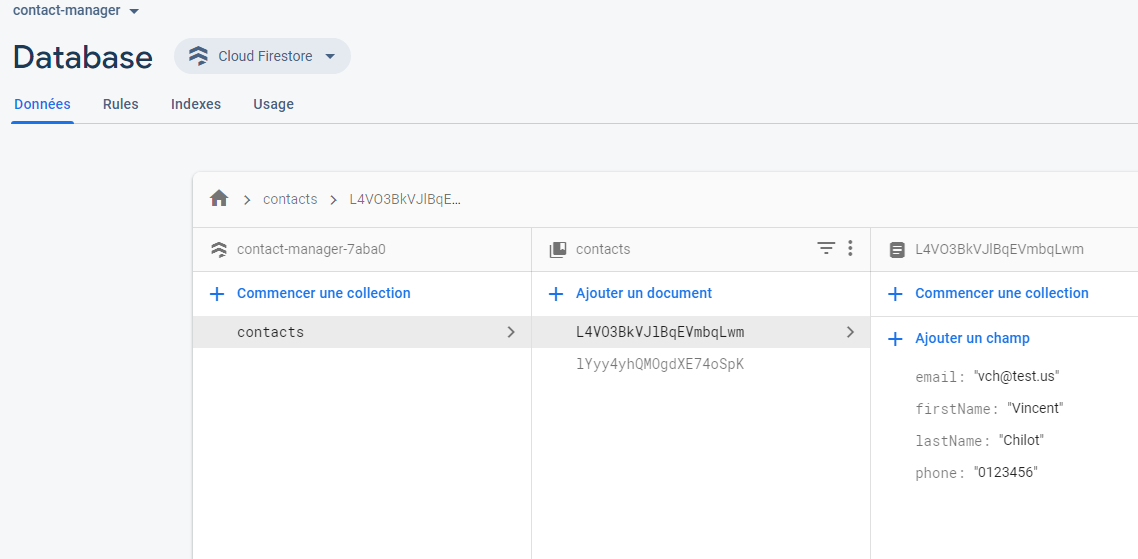 contact-manager
Database Cloud Firestore
Données Rules Indexes Usage
contacts L4VO3BkVJlBqE...
contact-manager-7aba0 contacts L4VO3BkVJlBqEVmbqLwm
Commencer une collection Ajouter un document Commencer une collection
contacts L4VO3BkVJlBqEVmbqLwm Ajouter un champ
lYyy4yhQMOgdXE74oSpK
email: "vch@test.us"
firstName: "Vincent"
lastName: "Chilot"
phone: "0123456"